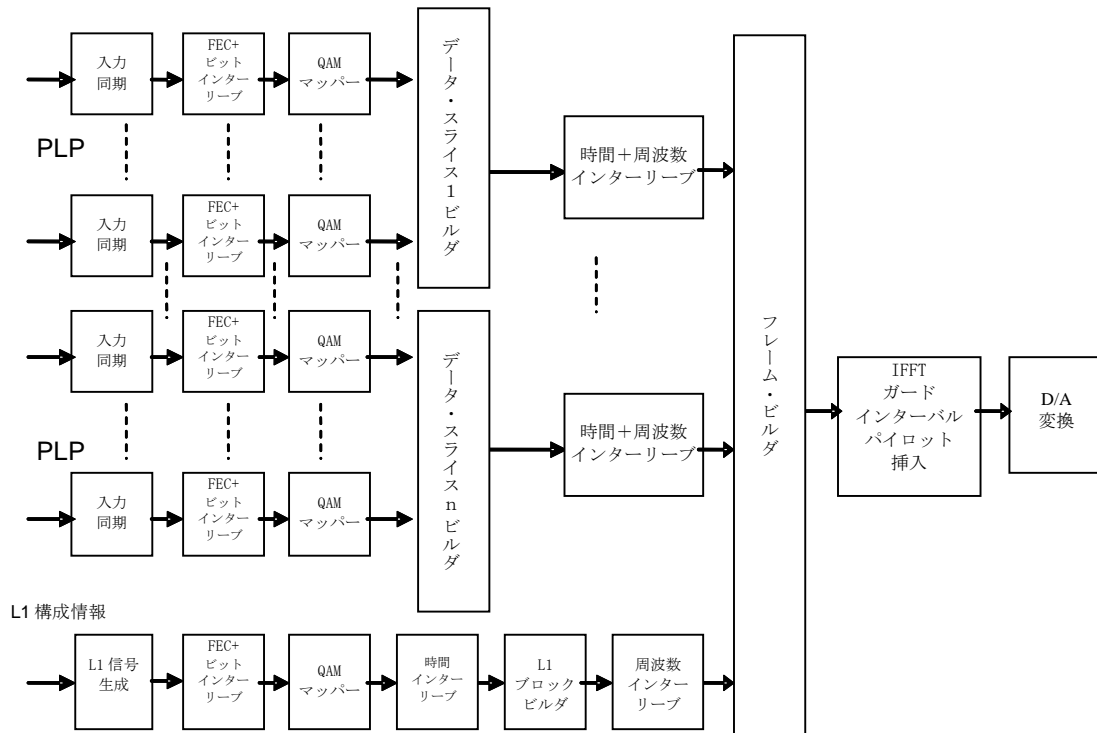 入力
同期
FEC+
ビット
インター
リーブ
QAM
マッパー
データ・スライス1ビルダ
PLP
時間+周波数
インターリーブ
入力
同期
FEC+
ビット
インター
リーブ
QAM
マッパー
入力
同期
FEC+
ビット
インター
リーブ
QAM
マッパー
データ・スライスnビルダ
PLP
時間+周波数
インターリーブ
入力
同期
FEC+
ビット
インター
リーブ
QAM
マッパー
フレーム・ビルダ
IFFT
ガード
インターバル
パイロット
挿入
D/A
変換
L1 構成情報
L1 信号
生成
FEC+
ビット
インター
リーブ
QAM
マッパー
時間
インター
リーブ
L1
ブロック
ビルダ
周波数
インター
リーブ